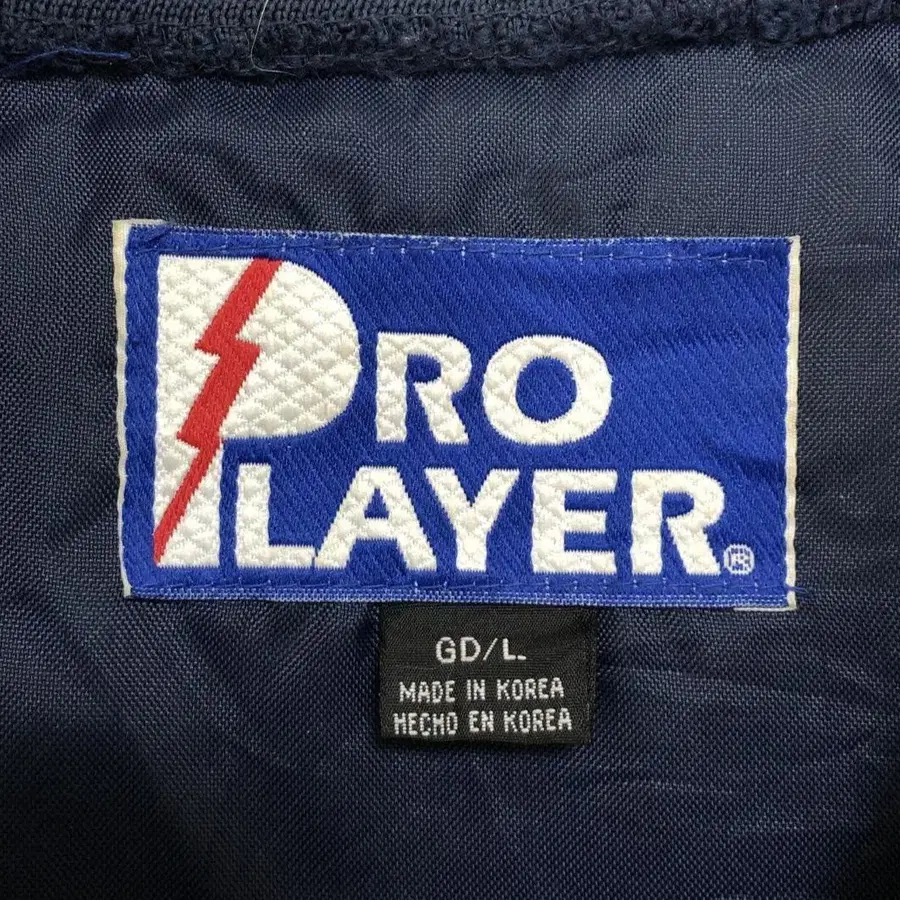 PRO
PLAYER®
GD/L.
MADE IN KOREA
HECHO EN KOREA